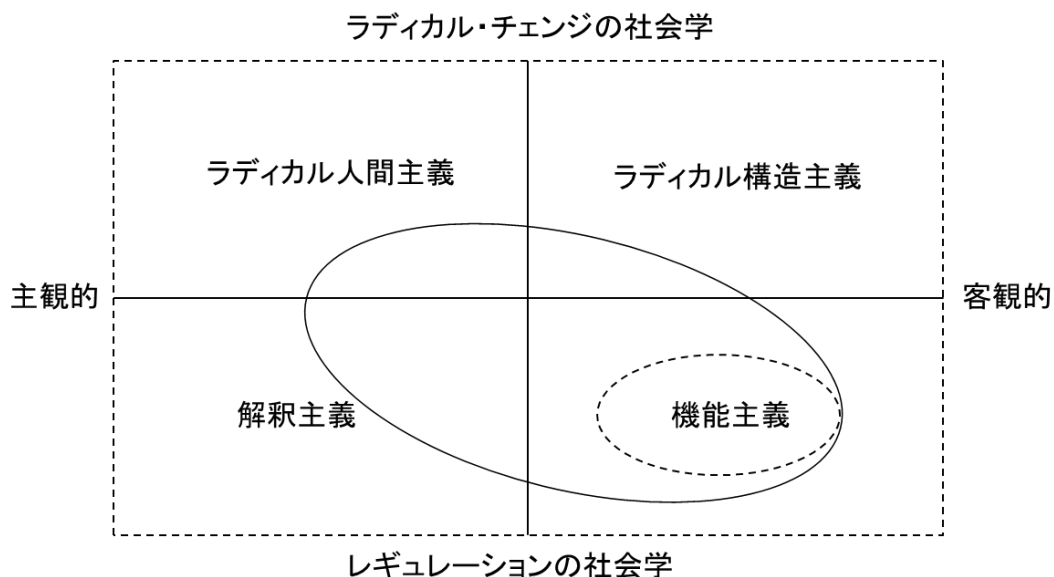 ラディカル・チェンジの社会学
ラディカル人間主義
ラディカル構造主義
主観的
客観的
解釈主義
機能主義
レギュレーションの社会学